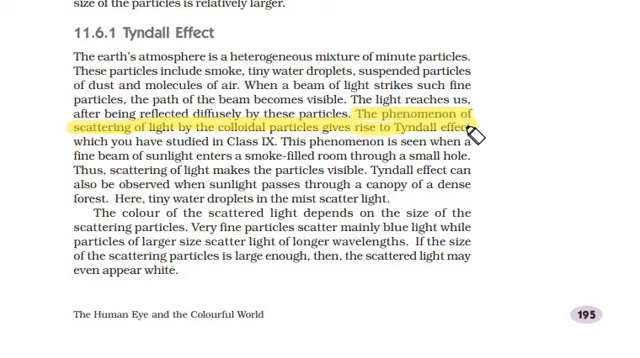 size of the particles is relatively larger.
11.6.1 Tyndall Effect
The earth's atmosphere is a heterogeneous mixture of minute particles.
These particles include smoke, tiny water droplets, suspended particles
of dust and molecules of air. When a beam of light strikes such fine
particles, the path of the beam becomes visible. The light reaches us,
after being reflected diffusely by these particles. The phenomenon of
scattering of light by the colloidal particles gives rise to Tyndall effect
which you have studied in Class IX. This phenomenon is seen when a
fine beam of sunlight enters a smoke-filled room through a small hole.
Thus, scattering of light makes the particles visible. Tyndall effect can
also be observed when sunlight passes through a canopy of a dense
forest. Here, tiny water droplets in the mist scatter light.
The colour of the scattered light depends on the size of the
scattering particles. Very fine particles scatter mainly blue light while
particles of larger size scatter light of longer wavelengths. If the size
of the scattering particles is large enough, then, the scattered light may
even appear white.
The Human Eye and the Colourful World
195